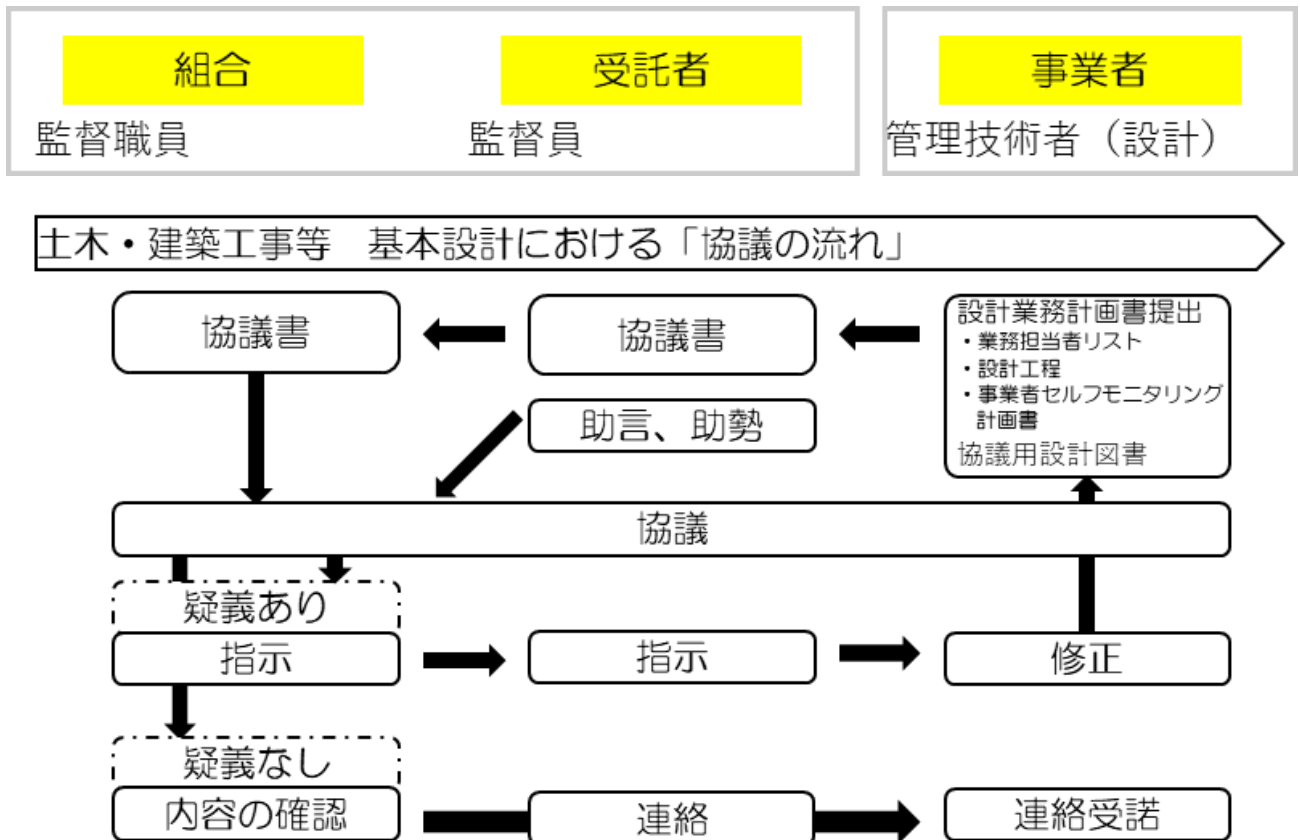 組合
受託者
事業者
監督職員
監督員
管理技術者（設計）
土木・建築工事等　基本設計における「協議の流れ」
協議書
協議書
設計業務計画書提出
・業務担当者リスト
・設計工程
・事業者セルフモニタリング
計画書
協議用設計図書
助言、助勢
協議
疑義あり
指示
指示
修正
疑義なし
内容の確認
連絡
連絡受諾